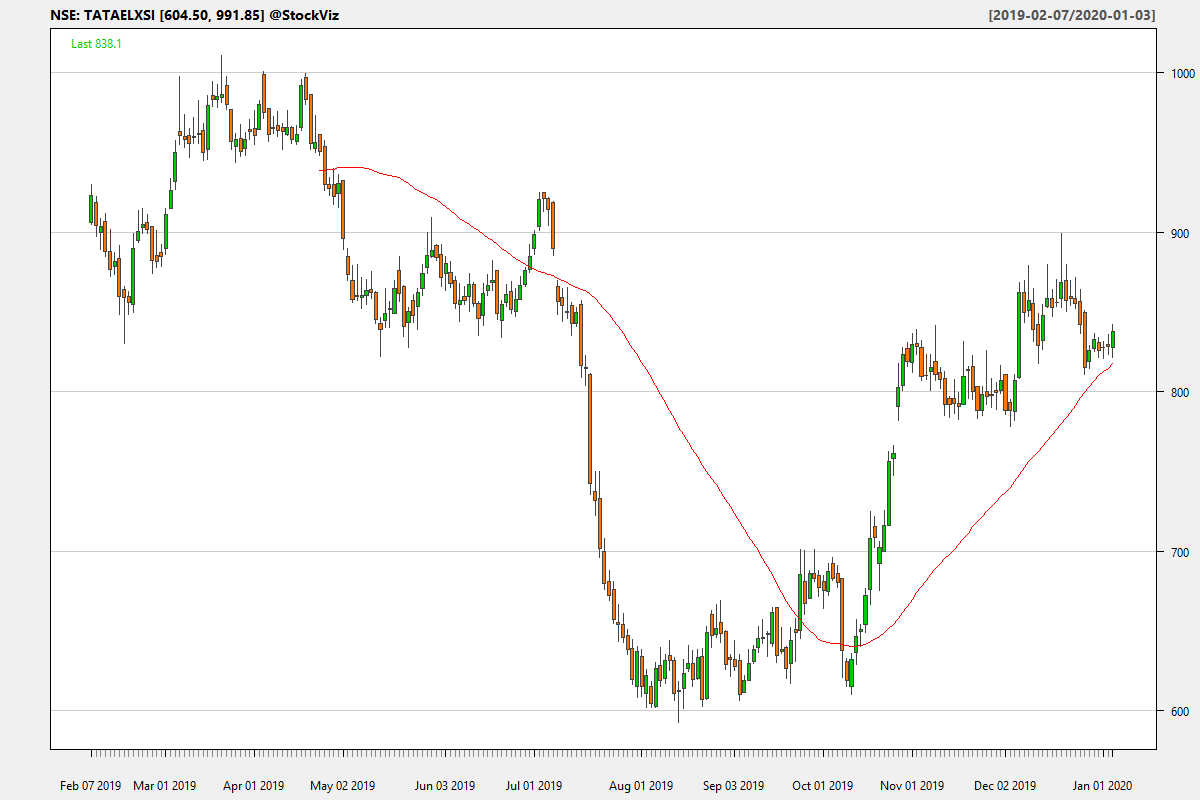 NSE: TATAELXSI [604.50, 991.85] @StockViz [2019-02-07/2020-01-03]
Last 838.1
1000
900
800
700
600
Feb 07 2019 Mar 01 2019 Apr 01 2019 May 02 2019 Jun 03 2019 Jul 01 2019 Aug 01 2019 Sep 03 2019 Oct 01 2019 Nov 01 2019 Dec 02 2019 Jan 01 2020